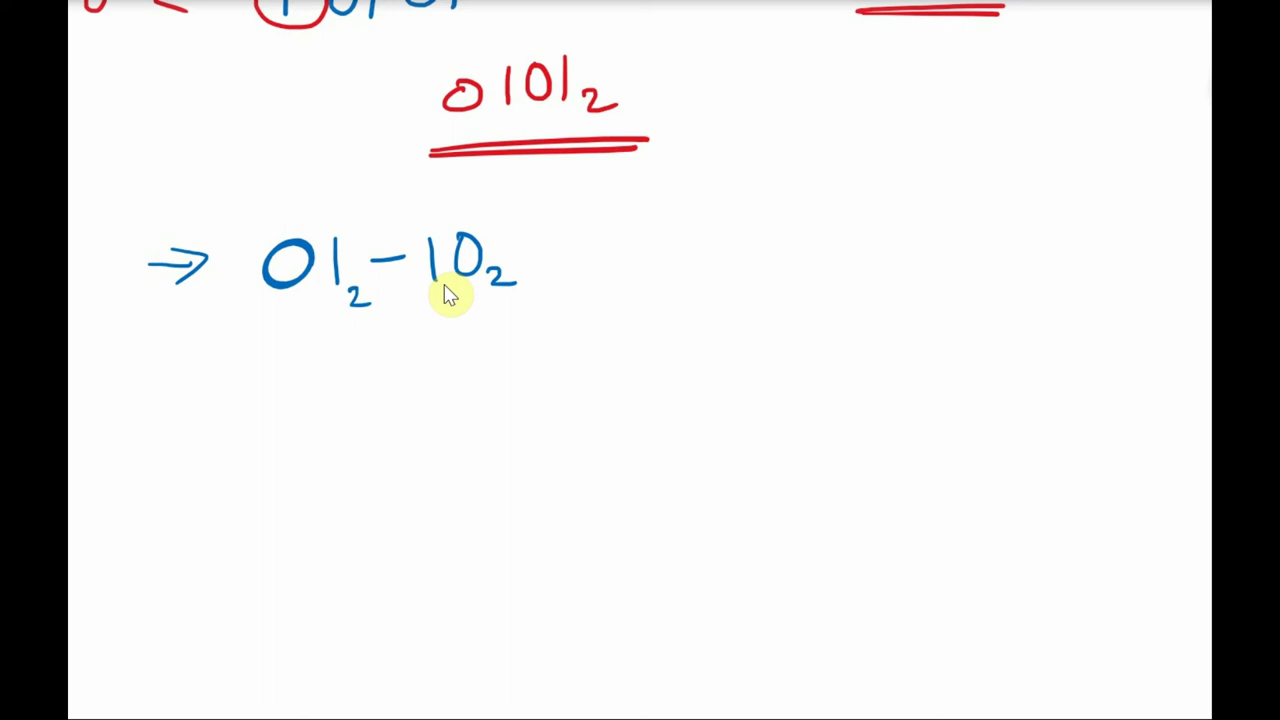 0101₂
→ 01₂ - 10₂